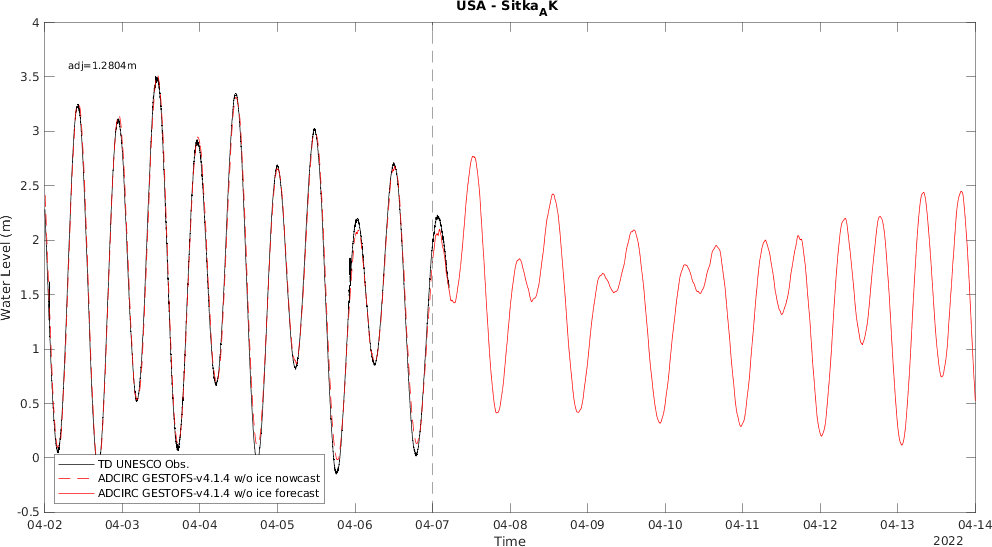 USA - Sitka_AK
4
adj=1.2804m
3.5
3
2.5
2
1.5
1
0.5
0
-0.5
Water Level (m)
TD UNESCO Obs.
ADCIRC GESTOFS-v4.1.4 w/o ice nowcast
ADCIRC GESTOFS-v4.1.4 w/o ice forecast
04-02 04-03 04-04 04-05 04-06 04-07 04-08 04-09 04-10 04-11 04-12 04-13 04-14
Time
2022